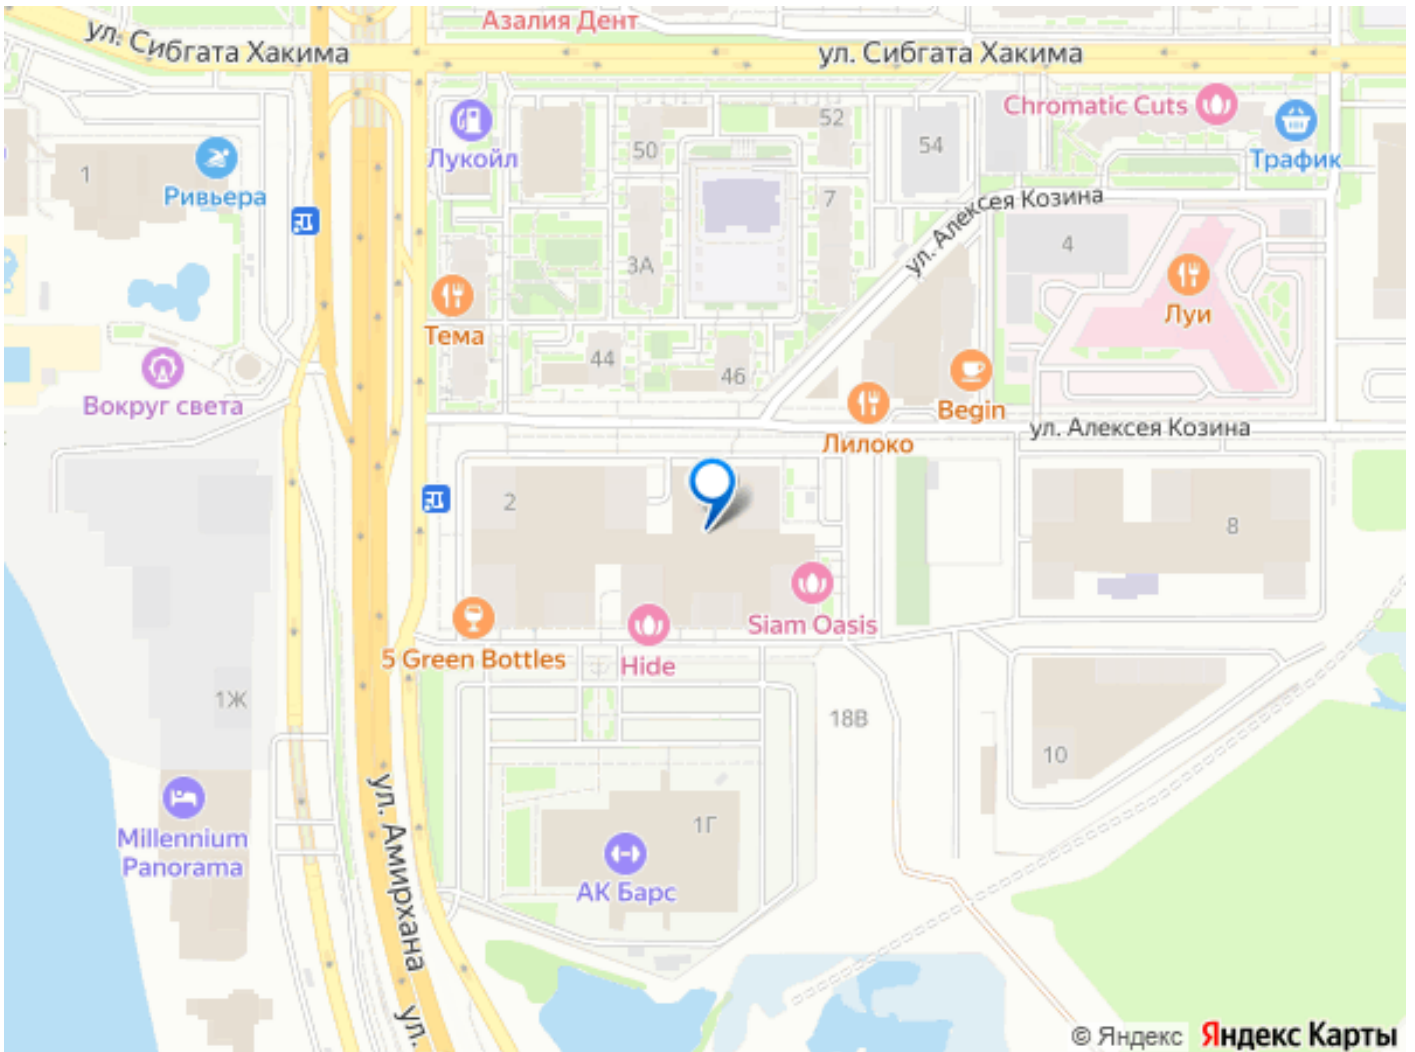 Азалия Дент
ул. Сибгата Хакима
ул. Сибгата Хакима
Chromatic Cuts
Лукойл
50
52
54
Трафик
1
Ривьера
7
ул. Алексея Козина
4
3А
Тема
Луи
44
46
Вокруг света
Begin
Лилоко
ул. Алексея Козина
2
8
Siam Oasis
5 Green Bottles
Hide
1Ж
18В
10
ул. Амирхана
1Г
Millennium
Panorama
АК Барс
ул.
© Яндекс Яндекс Карты